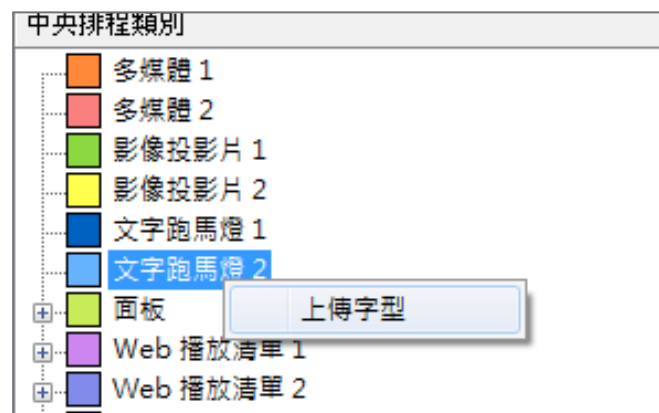 中央排程類別
多媒體 1
多媒體 2
影像投影片 1
影像投影片 2
文字跑馬燈 1
文字跑馬燈 2
上傳字型
面板
Web 播放清單 1
Web 播放清單 2